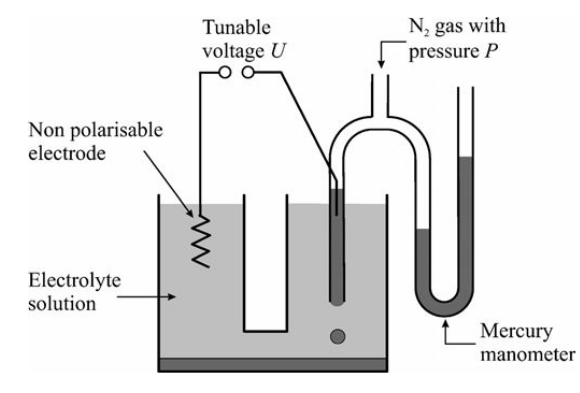 Tunable
voltage U
N₂ gas with
pressure P
Non polarisable
electrode
Electrolyte
solution
Mercury
manometer